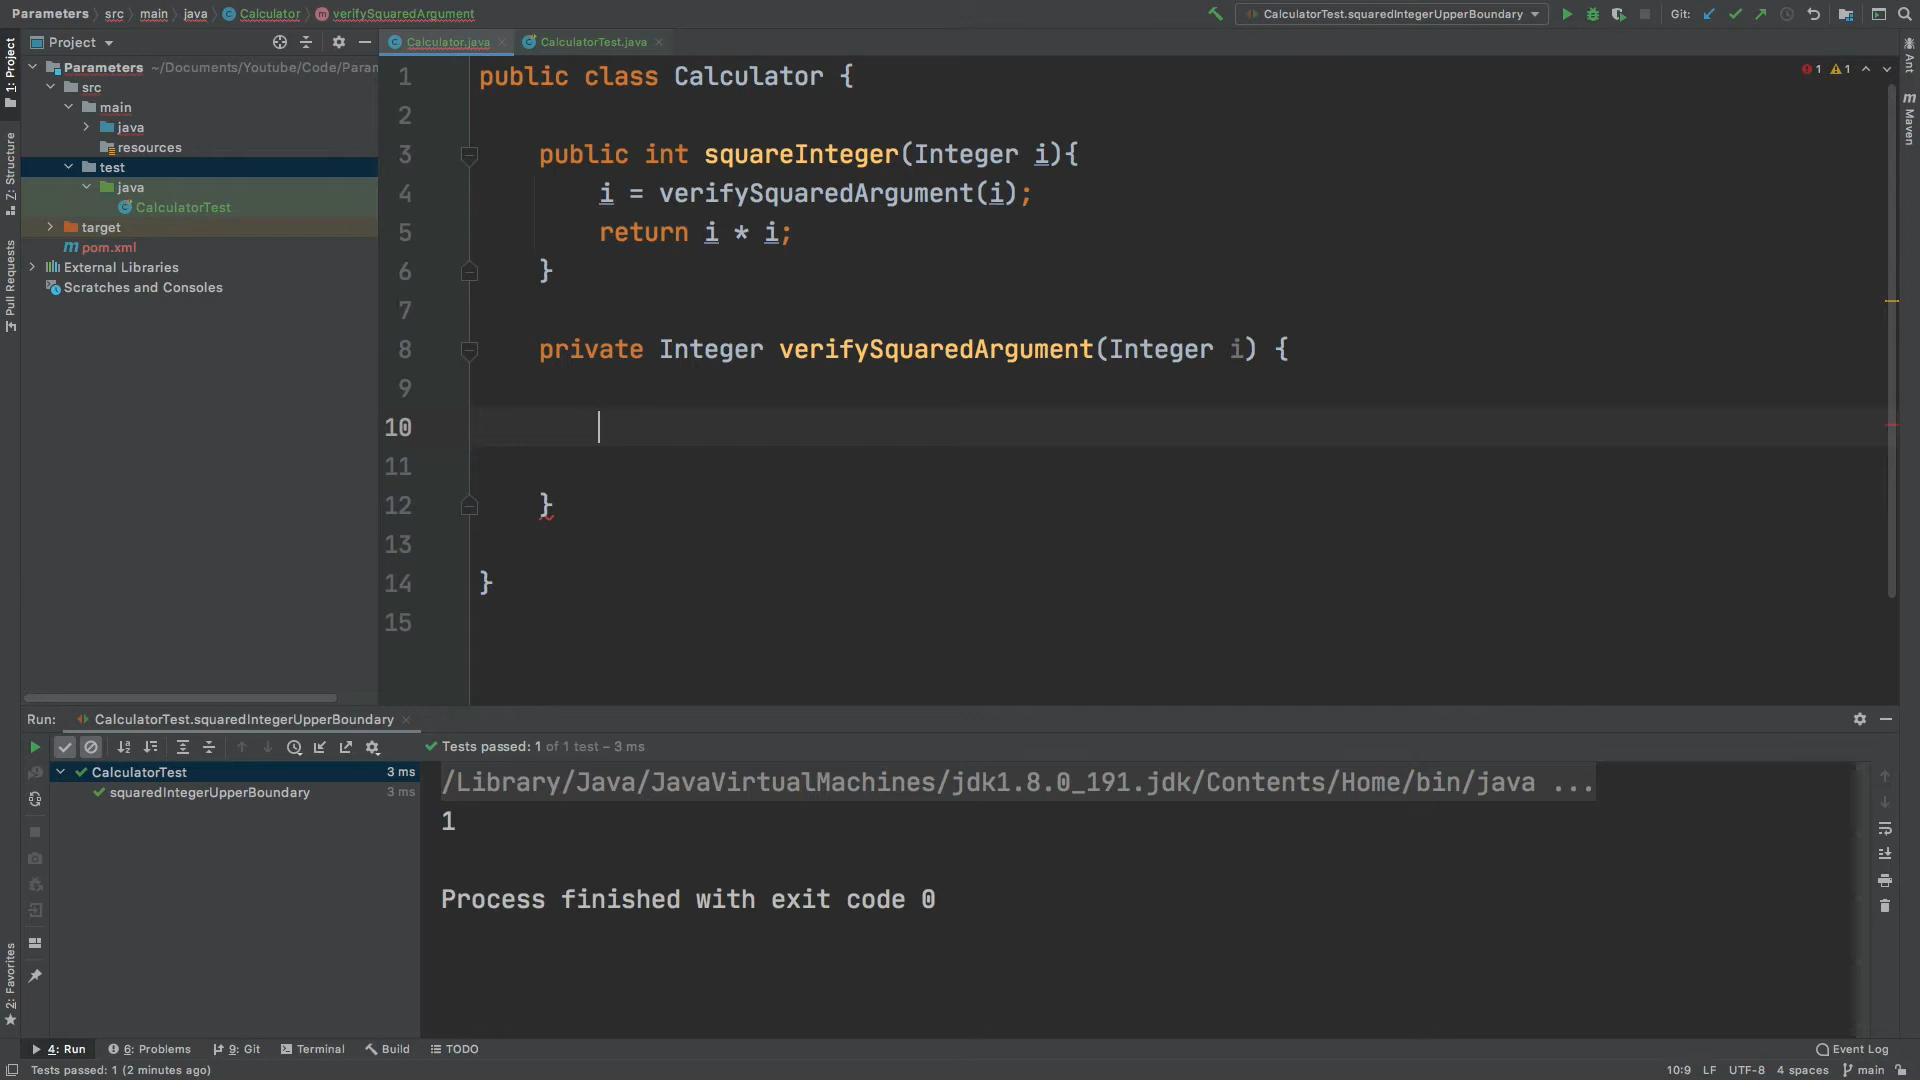 Parameters src main java Calculator verifySquaredArgument
CalculatorTest.squaredIntegerUpperBoundary Git:
Project
Calculator.java CalculatorTest.java
1: Project
Z: Structure
Pull Requests
2: Favorites
Parameters ~/Documents/Youtube/Code/Param
src
main
java
resources
test
java
CalculatorTest
target
pom.xml
External Libraries
Scratches and Consoles
1 public class Calculator {
2
3 public int squareInteger(Integer i){
4 i = verifySquaredArgument(i);
5 return i * i;
6 }
7
8 private Integer verifySquaredArgument(Integer i) {
9
10
11
12 }
13
14 }
15
1 1
Ant
Maven
Run: CalculatorTest.squaredIntegerUpperBoundary
Tests passed: 1 of 1 test – 3 ms
CalculatorTest 3 ms
squaredIntegerUpperBoundary 3 ms
/Library/Java/JavaVirtualMachines/jdk1.8.0_191.jdk/Contents/Home/bin/java ...
1
Process finished with exit code 0
4: Run 6: Problems 9: Git Terminal Build TODO Event Log
Tests passed: 1 (2 minutes ago) 10:9 LF UTF-8 4 spaces main